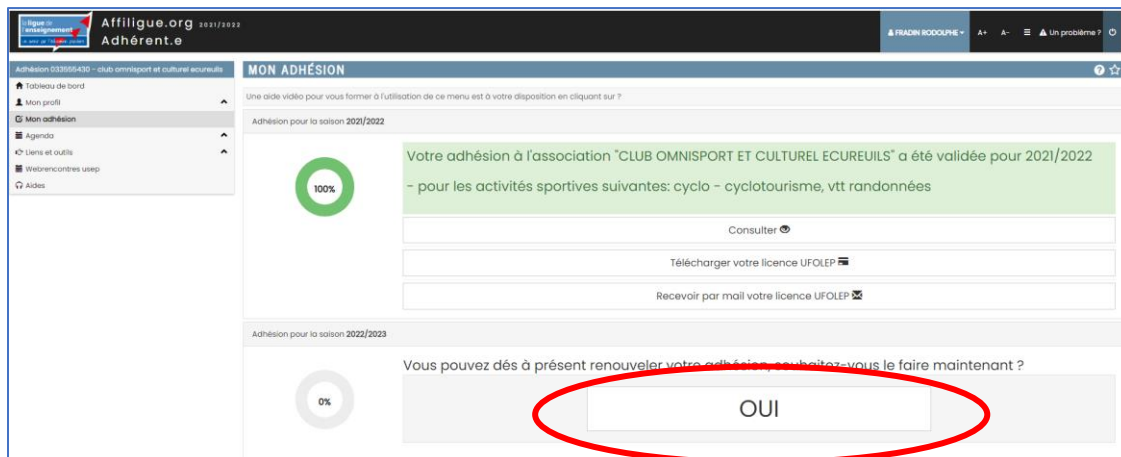 la ligue de
l'enseignement
Affiligue.org 2021/2022
Adhérent.e
FRADIN RODOLPHE
A+ A- Un problème ?
Adhésion 033555430 - club omnisport et culturel ecureuils
Tableau de bord
Mon profil
Mon adhésion
Agenda
Liens et outils
Webrencontres usep
Aides
MON ADHÉSION
Une aide vidéo pour vous former à l'utilisation de ce menu est à votre disposition en cliquant sur ?
Adhésion pour la saison 2021/2022
100%
Votre adhésion à l'association "CLUB OMNISPORT ET CULTUREL ECUREUILS" a été validée pour 2021/2022
- pour les activités sportives suivantes: cyclo - cyclotourisme, vtt randonnées
Consulter
Télécharger votre licence UFOLEP
Recevoir par mail votre licence UFOLEP
Adhésion pour la saison 2022/2023
0%
Vous pouvez dés à présent renouveler votre adhésion, souhaitez-vous le faire maintenant ?
OUI